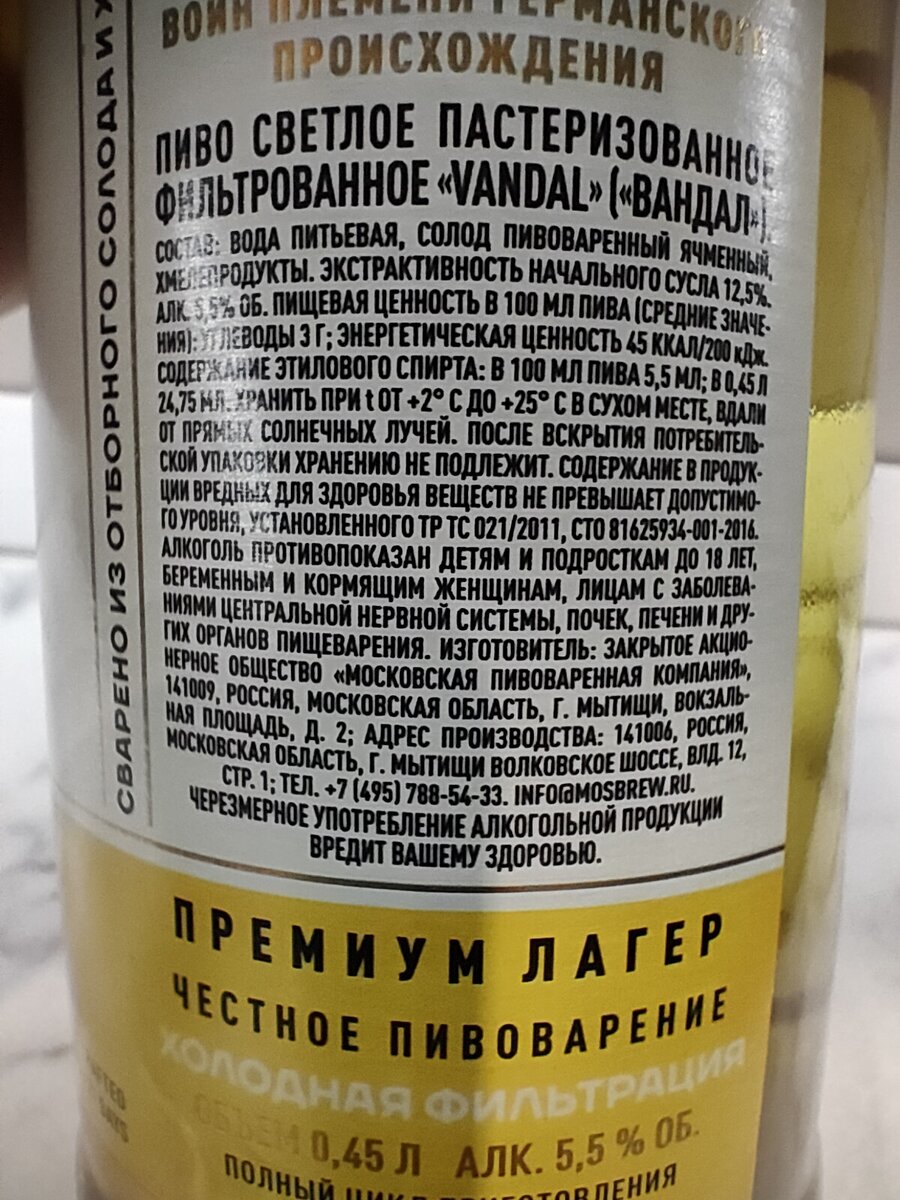 ВОИН ПЛЕМЕНИ ГЕРМАНСКОГО
ПРОИСХОЖДЕНИЯ
ПИВО СВЕТЛОЕ ПАСТЕРИЗОВАННОЕ
ФИЛЬТРОВАННОЕ «VANDAL» («ВАНДАЛ»).
СОСТАВ: ВОДА ПИТЬЕВАЯ, СОЛОД ПИВОВАРЕННЫЙ ЯЧМЕННЫЙ,
ХМЕЛЕПРОДУКТЫ. ЭКСТРАКТИВНОСТЬ НАЧАЛЬНОГО СУСЛА 12,5%.
АЛК. 5,5% ОБ. ПИЩЕВАЯ ЦЕННОСТЬ В 100 МЛ ПИВА (СРЕДНИЕ ЗНАЧЕ-
НИЯ): УГЛЕВОДЫ 3 Г; ЭНЕРГЕТИЧЕСКАЯ ЦЕННОСТЬ 45 ККАЛ/200 кДж.
СОДЕРЖАНИЕ ЭТИЛОВОГО СПИРТА: В 100 МЛ ПИВА 5,5 МЛ; В 0,45 Л
24,75 МЛ. ХРАНИТЬ ПРИ t ОТ +2° С ДО +25° С В СУХОМ МЕСТЕ, ВДАЛИ
ОТ ПРЯМЫХ СОЛНЕЧНЫХ ЛУЧЕЙ. ПОСЛЕ ВСКРЫТИЯ ПОТРЕБИТЕЛЬ-
СКОЙ УПАКОВКИ ХРАНЕНИЮ НЕ ПОДЛЕЖИТ. СОДЕРЖАНИЕ В ПРОДУК-
ЦИИ ВРЕДНЫХ ДЛЯ ЗДОРОВЬЯ ВЕЩЕСТВ НЕ ПРЕВЫШАЕТ ДОПУСТИМО-
ГО УРОВНЯ, УСТАНОВЛЕННОГО ТР ТС 021/2011, СТО 81625934-001-2016.
АЛКОГОЛЬ ПРОТИВОПОКАЗАН ДЕТЯМ И ПОДРОСТКАМ ДО 18 ЛЕТ,
БЕРЕМЕННЫМ И КОРМЯЩИМ ЖЕНЩИНАМ, ЛИЦАМ С ЗАБОЛЕВА-
НИЯМИ ЦЕНТРАЛЬНОЙ НЕРВНОЙ СИСТЕМЫ, ПОЧЕК, ПЕЧЕНИ И ДРУ-
ГИХ ОРГАНОВ ПИЩЕВАРЕНИЯ. ИЗГОТОВИТЕЛЬ: ЗАКРЫТОЕ АКЦИО-
НЕРНОЕ ОБЩЕСТВО «МОСКОВСКАЯ ПИВОВАРЕННАЯ КОМПАНИЯ»,
141009, РОССИЯ, МОСКОВСКАЯ ОБЛАСТЬ, Г. МЫТИЩИ, ВОКЗАЛЬ-
НАЯ ПЛОЩАДЬ, Д. 2; АДРЕС ПРОИЗВОДСТВА: 141006, РОССИЯ,
МОСКОВСКАЯ ОБЛАСТЬ, Г. МЫТИЩИ ВОЛКОВСКОЕ ШОССЕ, ВЛД. 12,
СТР. 1; ТЕЛ. +7 (495) 788-54-33. INFO@MOSBREW.RU.
ЧЕРЕЗМЕРНОЕ УПОТРЕБЛЕНИЕ АЛКОГОЛЬНОЙ ПРОДУКЦИИ
ВРЕДИТ ВАШЕМУ ЗДОРОВЬЮ.
СВАРЕНО ИЗ ОТБОРНОГО СОЛОДА И
ПРЕМИУМ ЛАГЕР
ЧЕСТНОЕ ПИВОВАРЕНИЕ
ХОЛОДНАЯ ФИЛЬТРАЦИЯ
ОБЪЕМ 0,45 Л АЛК. 5,5 % ОБ.
ПОЛНЫЙ ЦИКЛ ПРИГОТОВЛЕНИЯ
DAYS